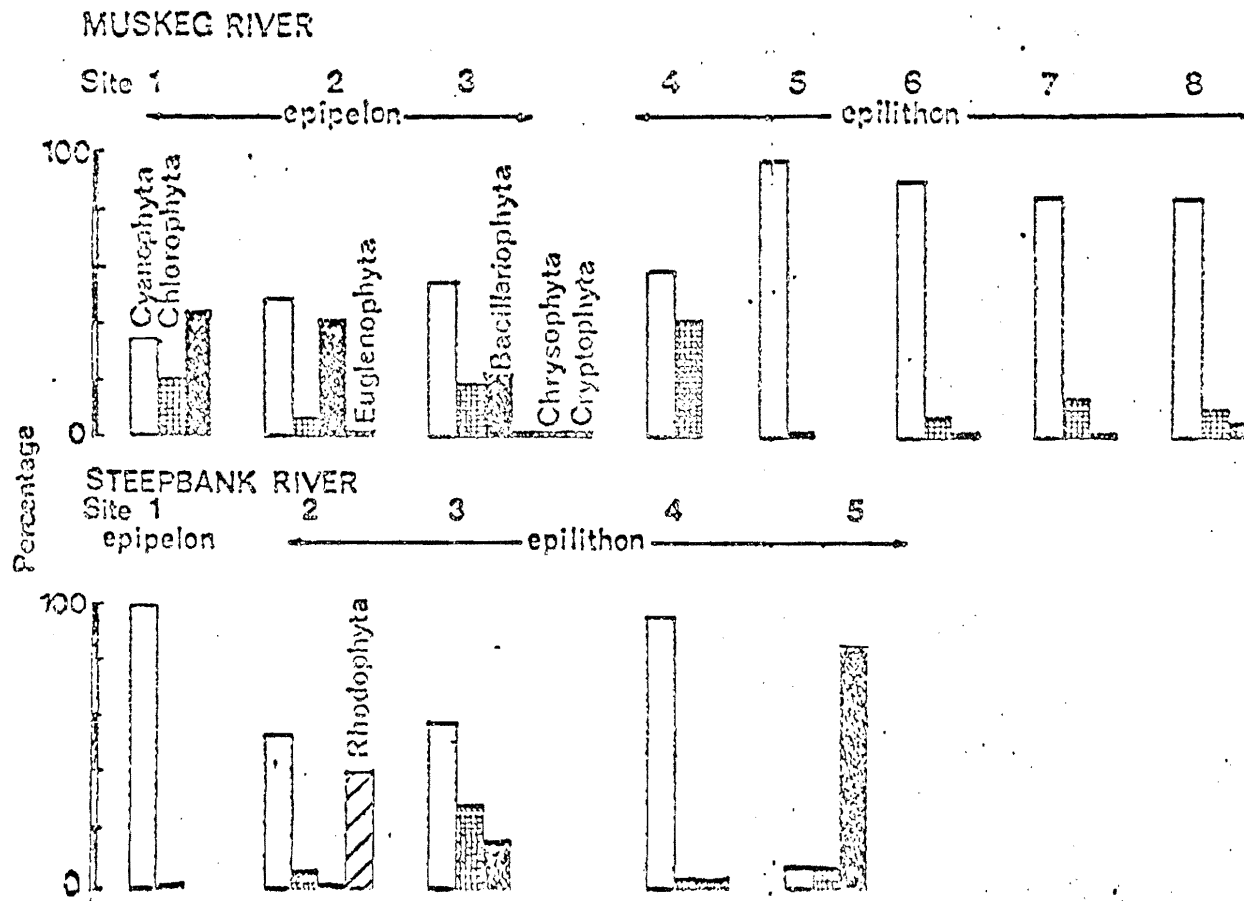 MUSKEG RIVER
Site 1 2 3 4 5 6 7 8
epipelon epilithon
100
Cyanophyta
Chlorophyta
Euglenophyta
Bacillariophyta
Chrysophyta
Cryptophyta
0
Percentage
STEEPBANK RIVER
Site 1 2 3 4 5
epipelon epilithon
100
Rhodophyta
0